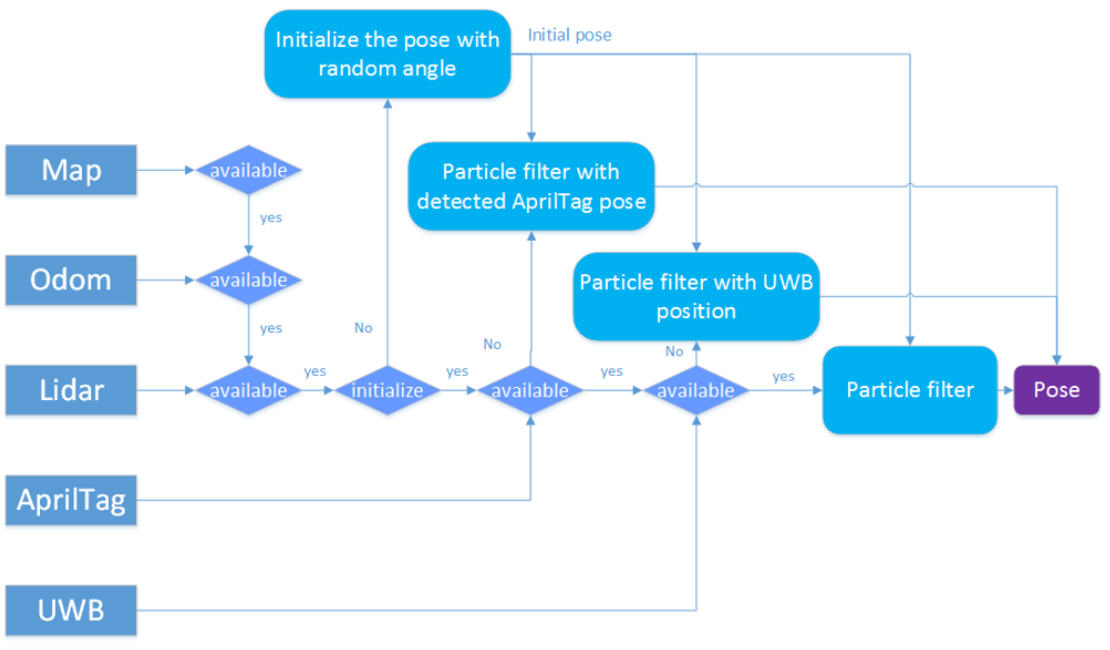 Initialize the pose with
random angle
Initial pose
Map
available
Particle filter with
detected AprilTag pose
yes
Odom
available
Particle filter with UWB
position
yes
No
No
No
Lidar
available
yes
initialize
yes
available
yes
available
yes
Particle filter
Pose
AprilTag
UWB